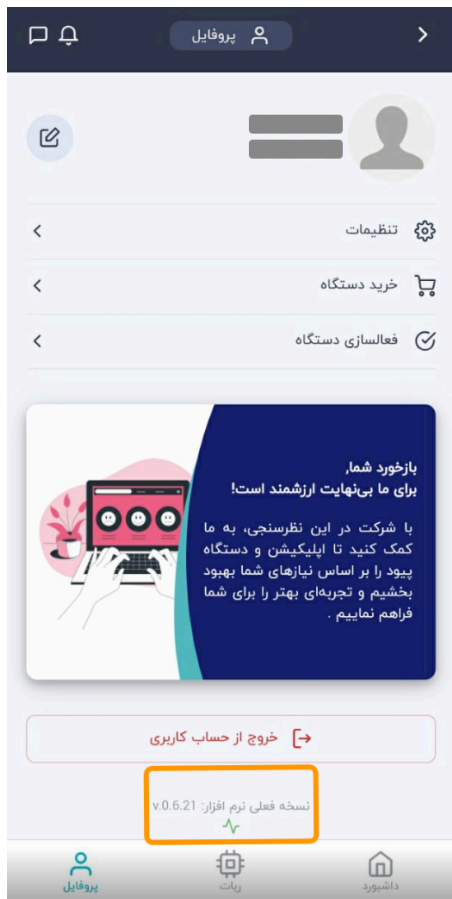 پروفایل
تنظیمات
خرید دستگاه
فعالسازی دستگاه
بازخورد شما,
برای ما بی‌نهایت ارزشمند است!
با شرکت در این نظرسنجی، به ما
کمک کنید تا اپلیکیشن و دستگاه
پیود را بر اساس نیازهای شما بهبود
بخشیم و تجربه‌ای بهتر را برای شما
فراهم نماییم .
خروج از حساب کاربری
نسخه فعلی نرم افزار: v.0.6.21
داشبورد
ربات
پروفایل